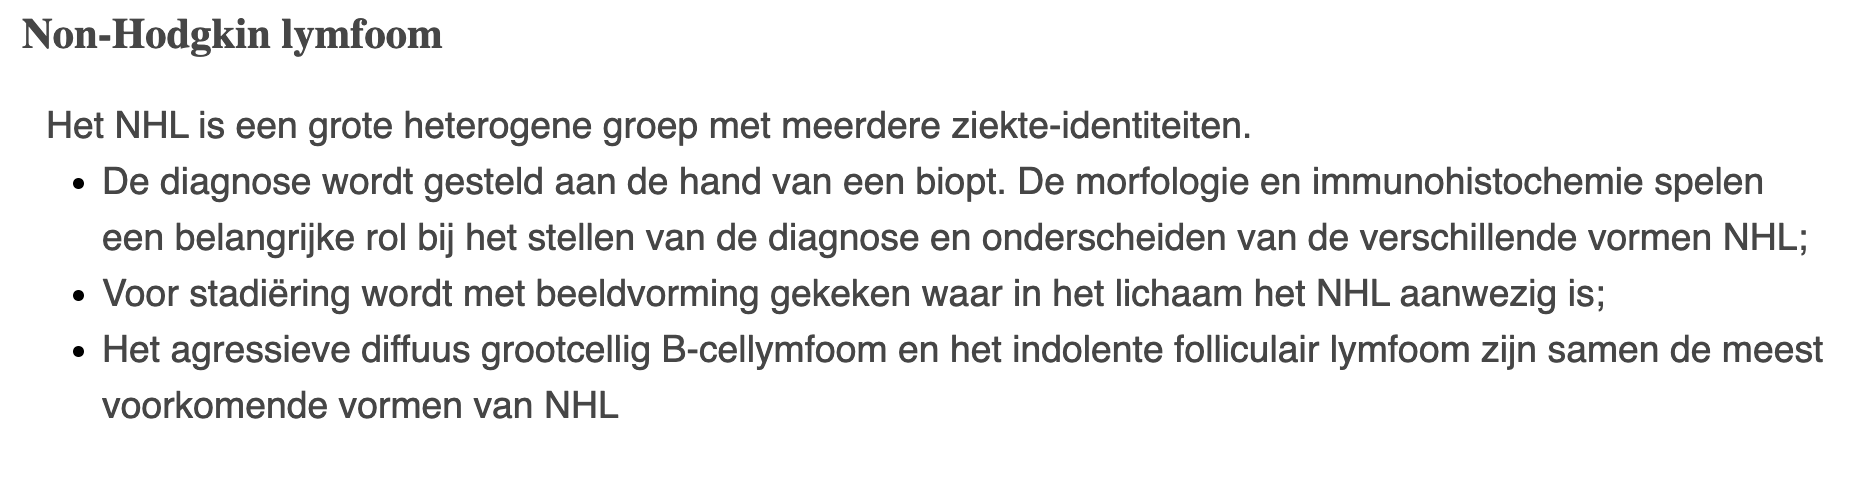 Non-Hodgkin lymfoom
Het NHL is een grote heterogene groep met meerdere ziekte-identiteiten.
• De diagnose wordt gesteld aan de hand van een biopt. De morfologie en immunohistochemie spelen
een belangrijke rol bij het stellen van de diagnose en onderscheiden van de verschillende vormen NHL;
• Voor stadiëring wordt met beeldvorming gekeken waar in het lichaam het NHL aanwezig is;
• Het agressieve diffuus grootcellig B-cellymfoom en het indolente folliculair lymfoom zijn samen de meest
voorkomende vormen van NHL